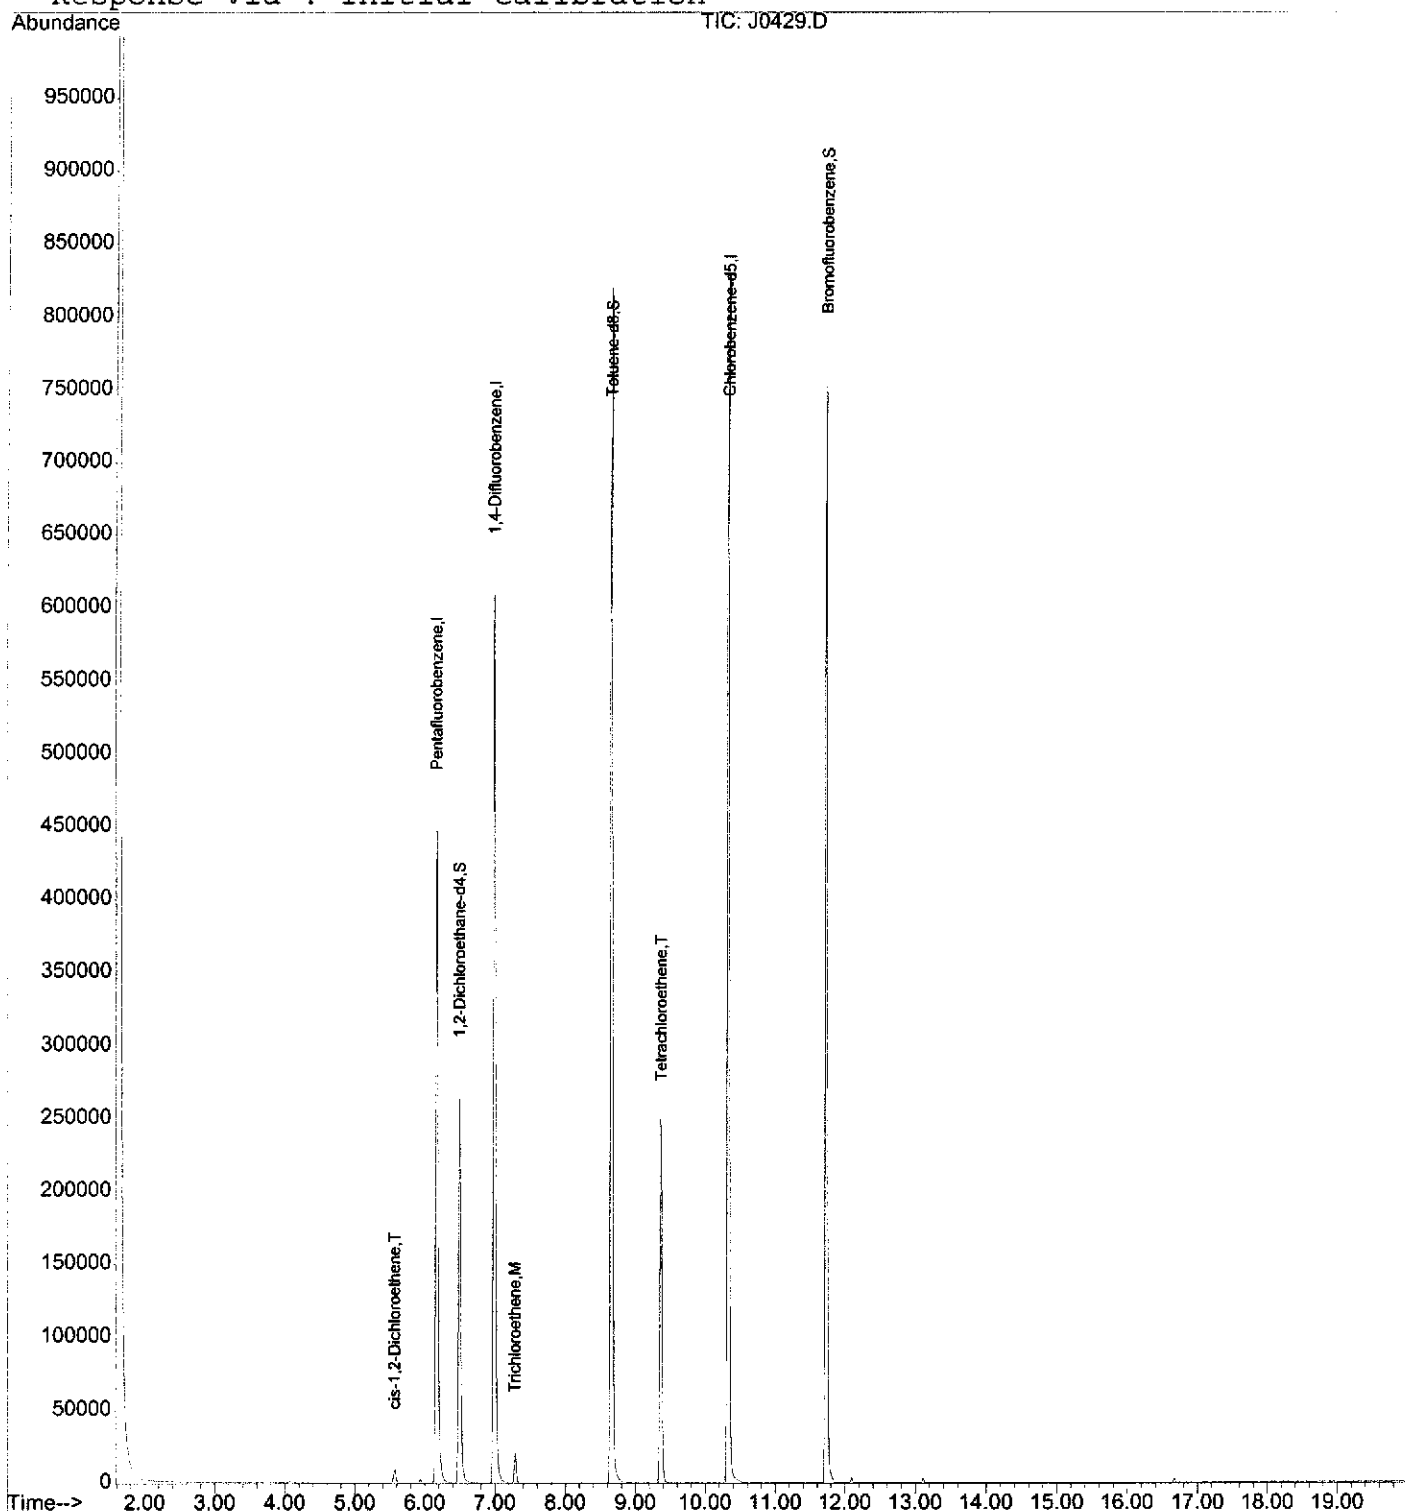 Response via : Initial Calibration
Abundance
TIC: J0429.D
950000
900000
850000
800000
750000
700000
650000
600000
550000
500000
450000
400000
350000
300000
250000
200000
150000
100000
50000
0
cis-1,2-Dichloroethene,T
Pentafluorobenzene,I
1,2-Dichloroethane-d4,S
1,4-Difluorobenzene,I
Trichloroethene,M
Toluene-d8,S
Tetrachloroethene,T
Chlorobenzene-d5,I
Bromofluorobenzene,S
Time--> 2.00 3.00 4.00 5.00 6.00 7.00 8.00 9.00 10.00 11.00 12.00 13.00 14.00 15.00 16.00 17.00 18.00 19.00